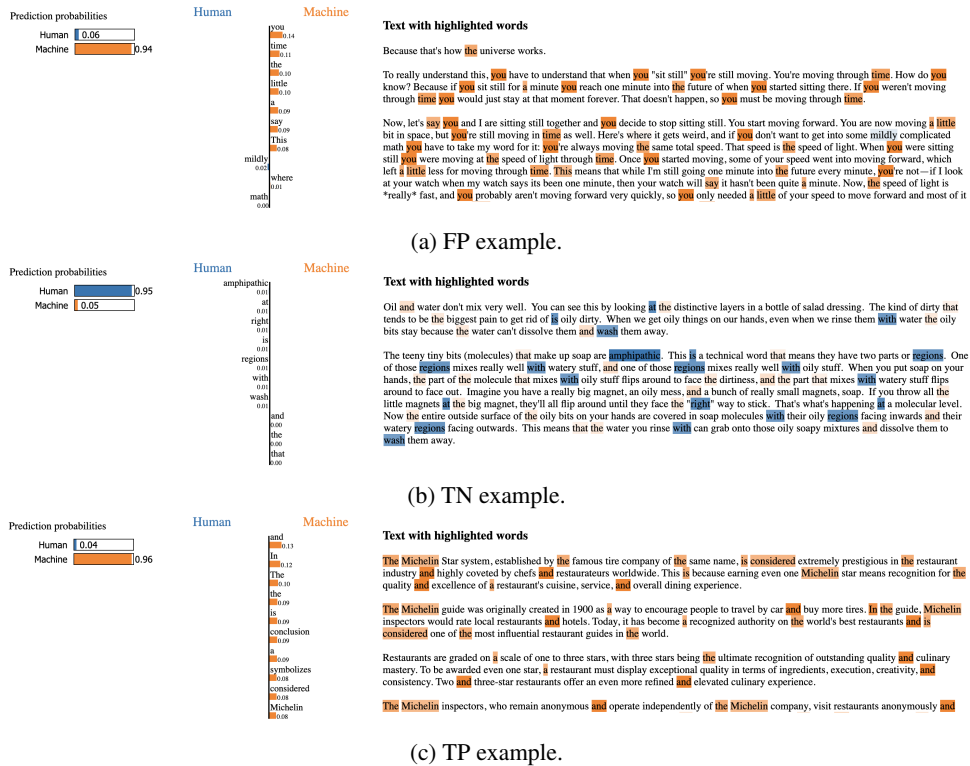 Prediction probabilities
Human 0.06
Machine 0.94
Human Machine
you
0.14
time
0.11
the
0.10
little
0.10
a
0.09
say
0.09
This
0.08
mildly
0.02
where
0.01
math
0.00
Text with highlighted words
Because that's how the universe works.
To really understand this, you have to understand that when you "sit still" you're still moving. You're moving through time. How do you
know? Because if you sit still for a minute you reach one minute into the future of when you started sitting there. If you weren't moving
through time you would just stay at that moment forever. That doesn't happen, so you must be moving through time.
Now, let's say you and I are sitting still together and you decide to stop sitting still. You start moving forward. You are now moving a little
bit in space, but you're still moving in time as well. Here's where it gets weird, and if you don't want to get into some mildly complicated
math you have to take my word for it: you're always moving the same total speed. That speed is the speed of light. When you were sitting
still you were moving at the speed of light through time. Once you started moving, some of your speed went into moving forward, which
left a little less for moving through time. This means that while I'm still going one minute into the future every minute, you're not—if I look
at your watch when my watch says its been one minute, then your watch will say it hasn't been quite a minute. Now, the speed of light is
*really* fast, and you probably aren't moving forward very quickly, so you only needed a little of your speed to move forward and most of it
(a) FP example.
Prediction probabilities
Human 0.95
Machine 0.05
Human Machine
amphipathic
0.01
at
0.01
right
0.01
is
0.01
regions
0.01
with
0.01
wash
0.01
and
0.00
the
0.00
that
0.00
Text with highlighted words
Oil and water don't mix very well. You can see this by looking at the distinctive layers in a bottle of salad dressing. The kind of dirty that
tends to be the biggest pain to get rid of is oily dirty. When we get oily things on our hands, even when we rinse them with water the oily
bits stay because the water can't dissolve them and wash them away.
The teeny tiny bits (molecules) that make up soap are amphipathic. This is a technical word that means they have two parts or regions. One
of those regions mixes really well with watery stuff, and one of those regions mixes really well with oily stuff. When you put soap on your
hands, the part of the molecule that mixes with oily stuff flips around to face the dirtiness, and the part that mixes with watery stuff flips
around to face out. Imagine you have a really big magnet, an oily mess, and a bunch of really small magnets, soap. If you throw all the
little magnets at the big magnet, they'll all flip around until they face the "right" way to stick. That's what's happening at a molecular level.
Now the entire outside surface of the oily bits on your hands are covered in soap molecules with their oily regions facing inwards and their
watery regions facing outwards. This means that the water you rinse with can grab onto those oily soapy mixtures and dissolve them to
wash them away.
(b) TN example.
Prediction probabilities
Human 0.04
Machine 0.96
Human Machine
and
0.13
In
0.12
The
0.10
the
0.09
is
0.09
conclusion
0.09
a
0.09
symbolizes
0.08
considered
0.08
Michelin
0.08
Text with highlighted words
The Michelin Star system, established by the famous tire company of the same name, is considered extremely prestigious in the restaurant
industry and highly coveted by chefs and restaurateurs worldwide. This is because earning even one Michelin star means recognition for the
quality and excellence of a restaurant's cuisine, service, and overall dining experience.
The Michelin guide was originally created in 1900 as a way to encourage people to travel by car and buy more tires. In the guide, Michelin
inspectors would rate local restaurants and hotels. Today, it has become a recognized authority on the world's best restaurants and is
considered one of the most influential restaurant guides in the world.
Restaurants are graded on a scale of one to three stars, with three stars being the ultimate recognition of outstanding quality and culinary
mastery. To be awarded even one star, a restaurant must display exceptional quality in terms of ingredients, execution, creativity, and
consistency. Two and three-star restaurants offer an even more refined and elevated culinary experience.
The Michelin inspectors, who remain anonymous and operate independently of the Michelin company, visit restaurants anonymously and
(c) TP example.